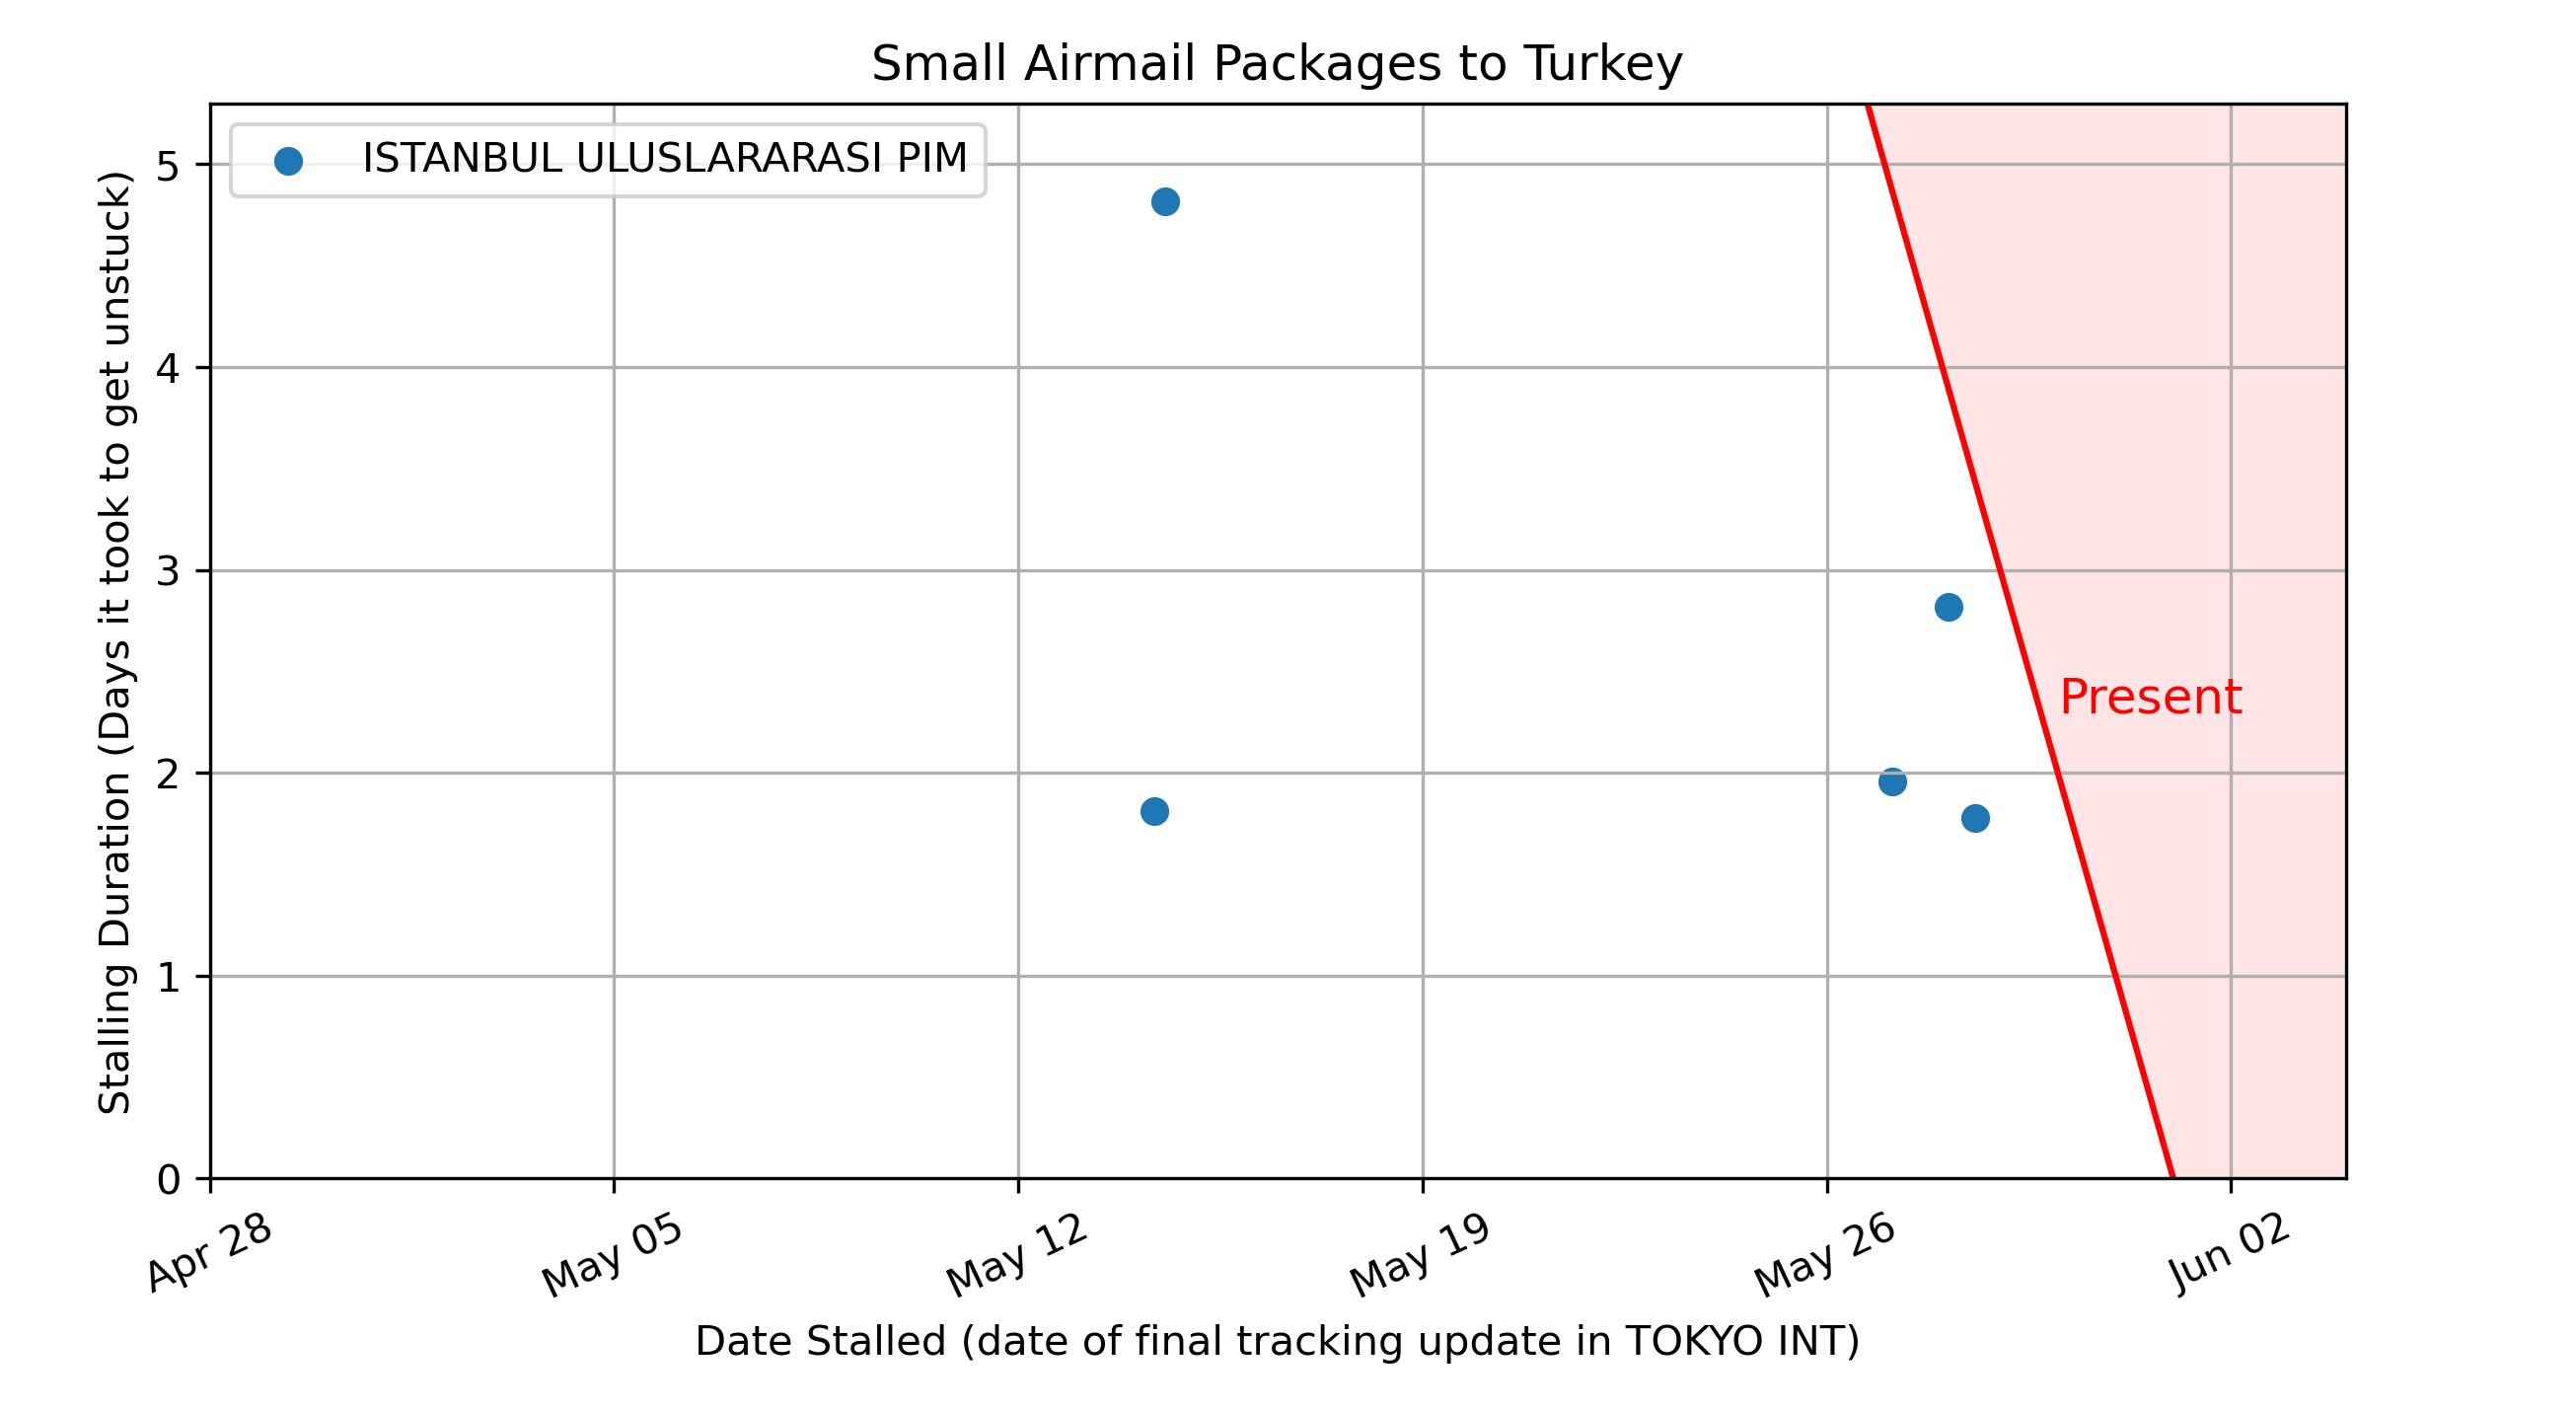 Small Airmail Packages to Turkey
ISTANBUL ULUSLARARASI PIM
Stalling Duration (Days it took to get unstuck)
5
4
3
2
1
0
Present
Apr 28
May 05
May 12
May 19
May 26
Jun 02
Date Stalled (date of final tracking update in TOKYO INT)